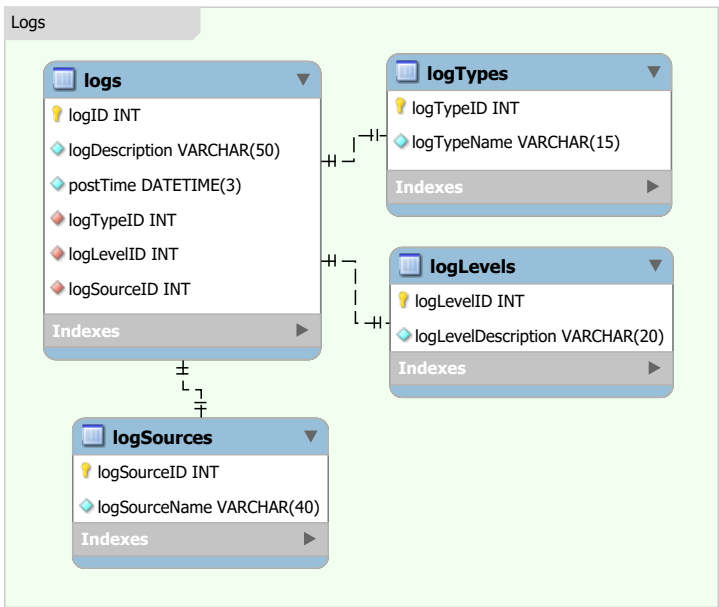 Logs
logs
logID INT
logDescription VARCHAR(50)
postTime DATETIME(3)
logTypeID INT
logLevelID INT
logSourceID INT
Indexes
logTypes
logTypeID INT
logTypeName VARCHAR(15)
Indexes
logLevels
logLevelID INT
logLevelDescription VARCHAR(20)
Indexes
logSources
logSourceID INT
logSourceName VARCHAR(40)
Indexes